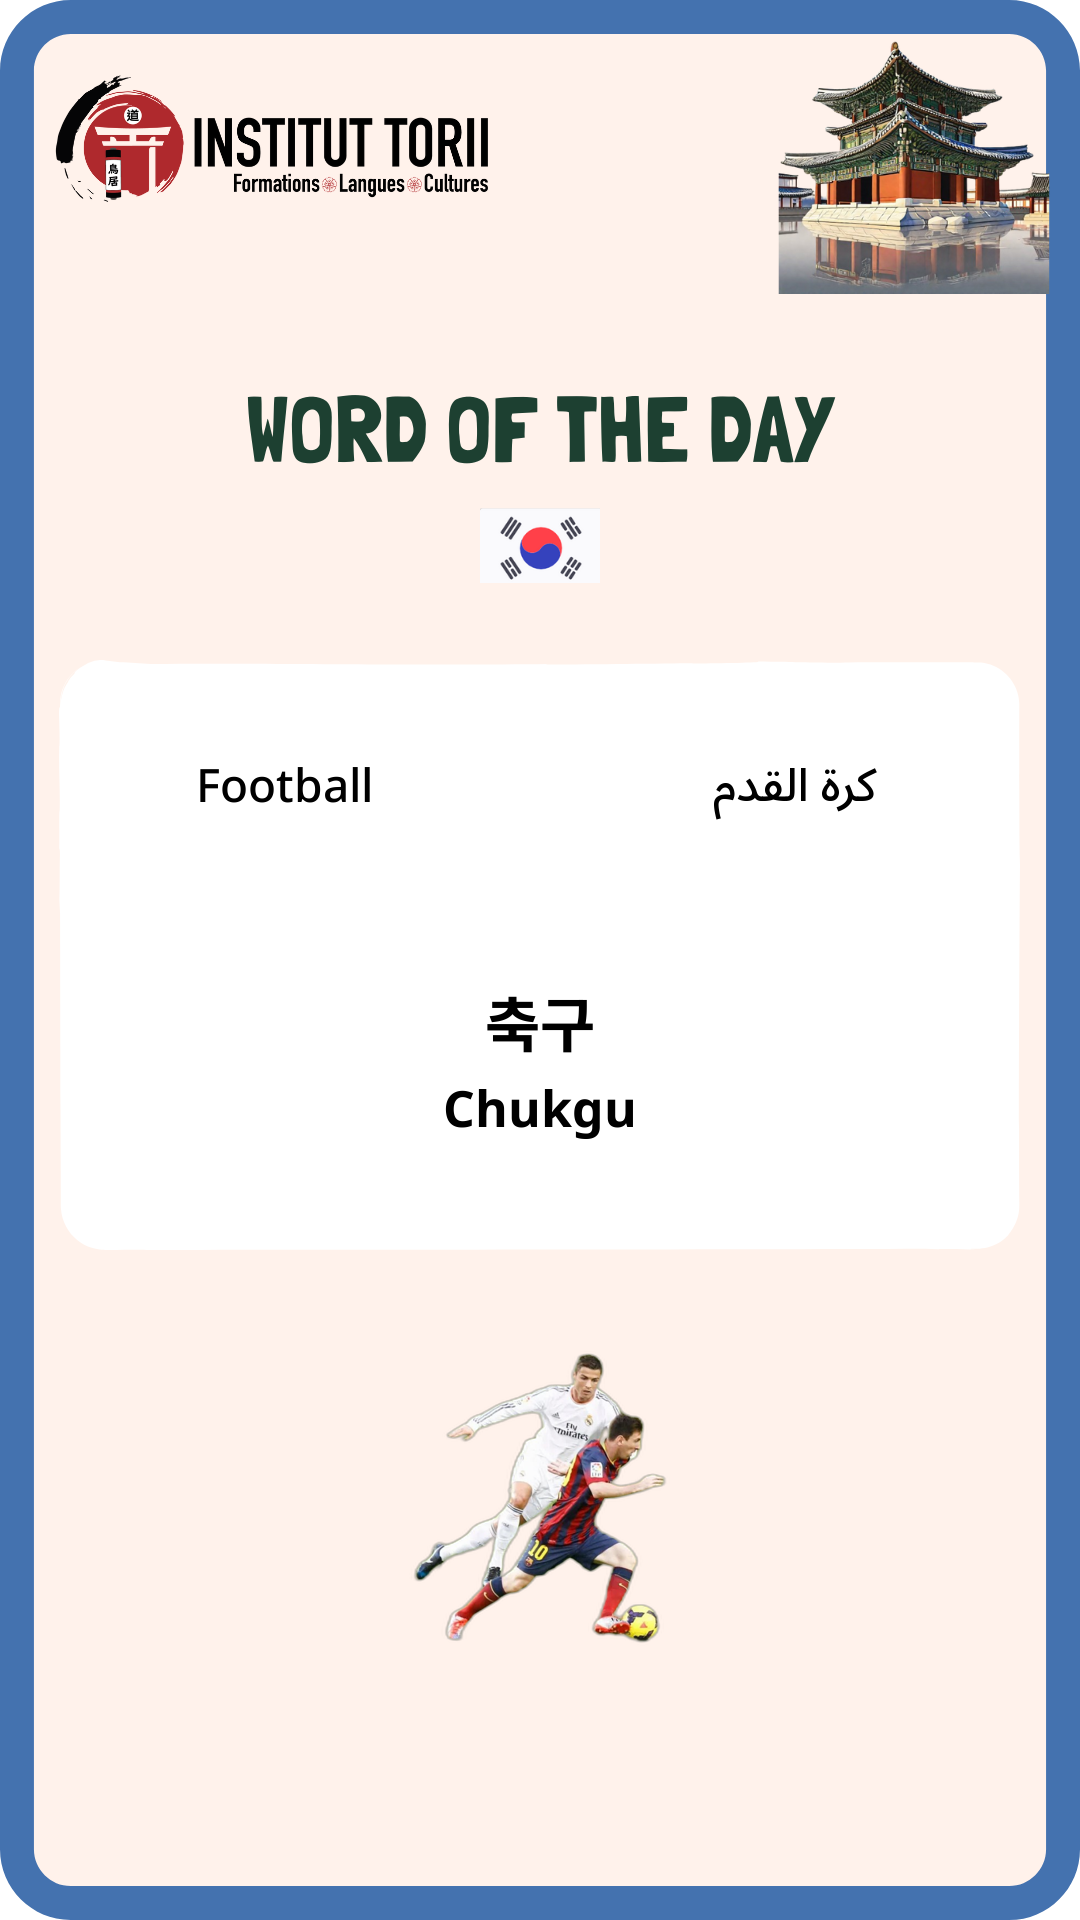 道
鳥居
INSTITUT TORII
Formations Langues Cultures
WORD OF THE DAY
Football
كرة القدم
축구
Chukgu
Fly
Emirates
10